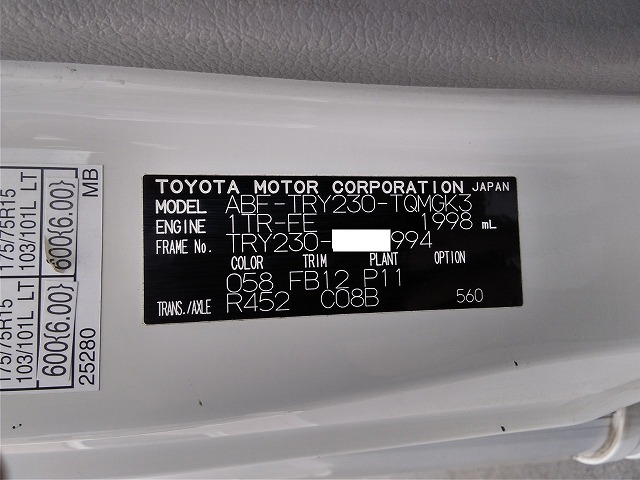 TOYOTA MOTOR CORPORATION JAPAN
MODEL ABF-TRY230-TQMGK3
ENGINE 1TR-FE 1998 mL
FRAME No. TRY230- 994
COLOR TRIM PLANT OPTION
058 FB12 P11
TRANS./AXLE R452 C08B 560
175/75R15
103/101L LT
600{6.00}
MB
175/75R15
103/101L LT
600{6.00}
25280